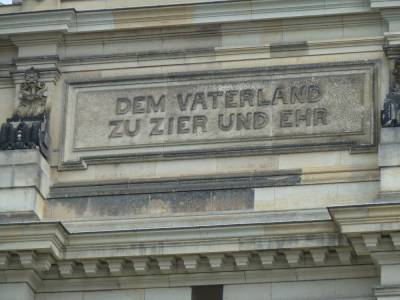 DEM VATERLAND
ZU ZIER UND EHR